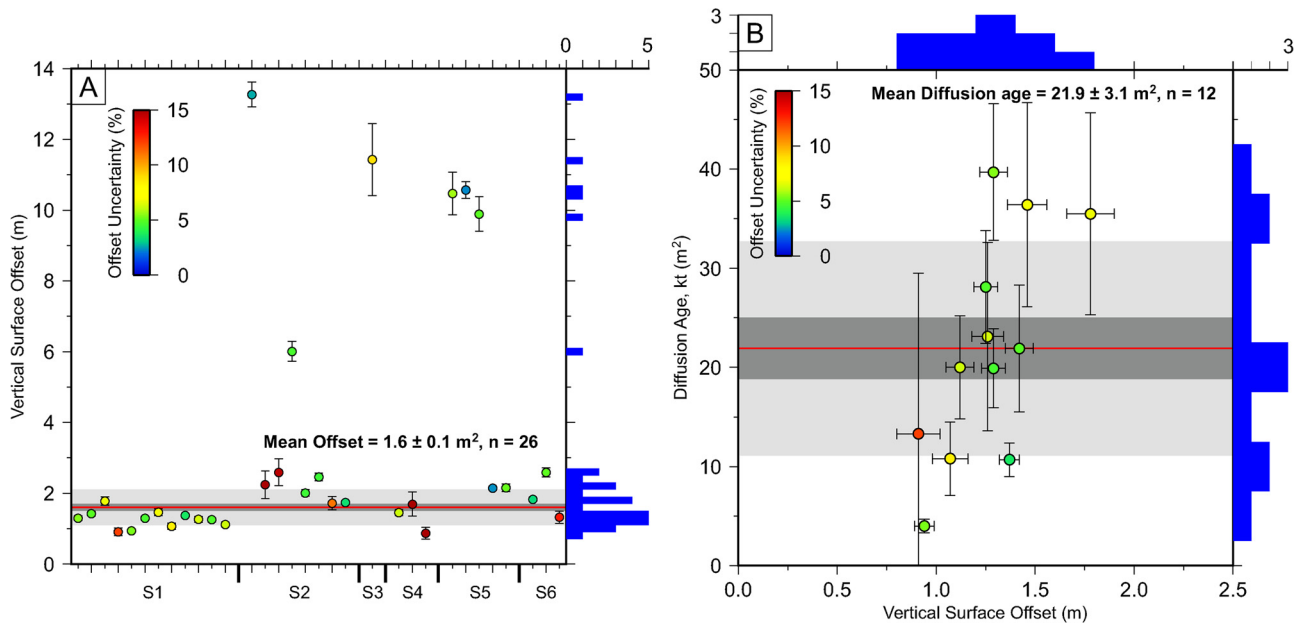 0 5
14
12
10
8
6
4
2
0
Vertical Surface Offset (m)
A
Offset Uncertainty (%)
15
10
5
0
Mean Offset = 1.6 ± 0.1 m², n = 26
S1 S2 S3 S4 S5 S6
3
B
3
50
40
30
20
10
0
Diffusion Age, kt (m²)
Offset Uncertainty (%)
15
10
5
0
Mean Diffusion age = 21.9 ± 3.1 m², n = 12
0.0 1.0 1.5 2.0 2.5
Vertical Surface Offset (m)